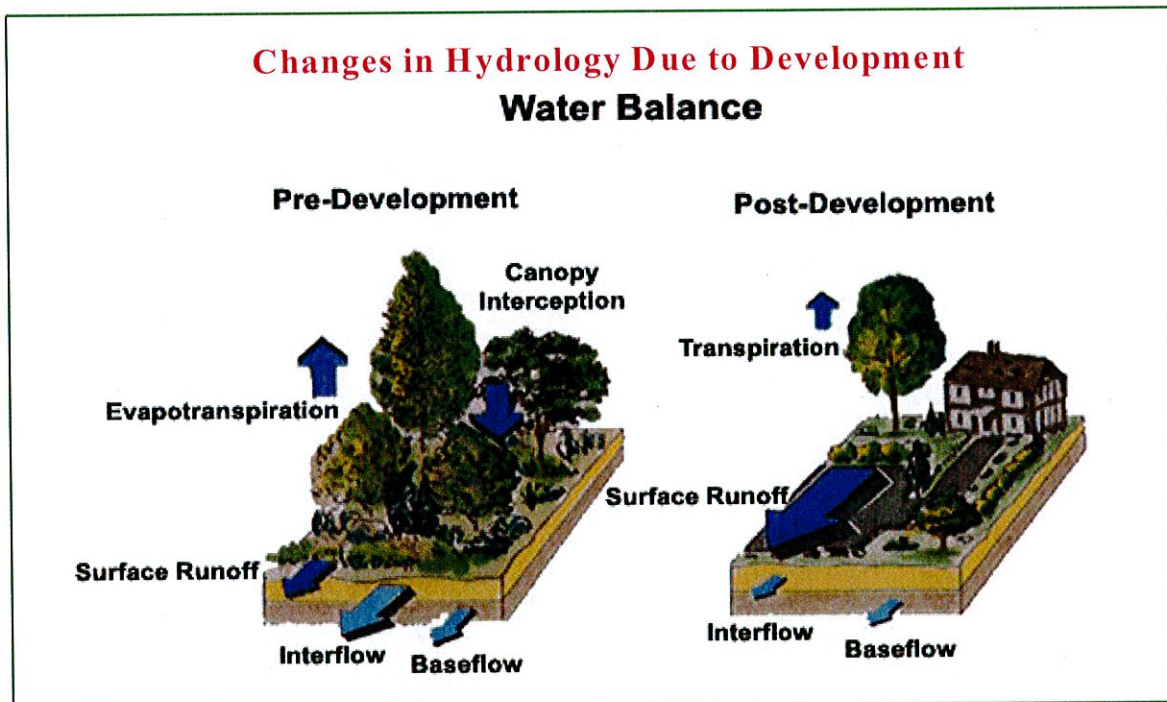 Changes in Hydrology Due to Development
Water Balance
Pre-Development
Post-Development
Canopy
Interception
Evapotranspiration
Surface Runoff
Interflow
Baseflow
Transpiration
Surface Runoff
Interflow
Baseflow